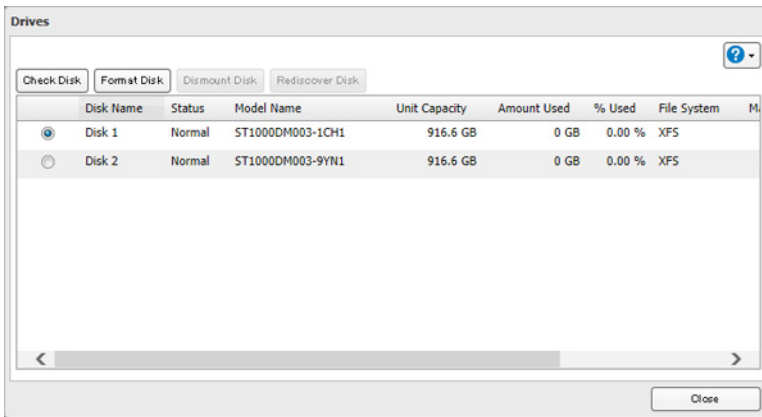 Drives
?
Check Disk Format Disk Dismount Disk Rediscover Disk
Disk Name Status Model Name Unit Capacity Amount Used % Used File System
Disk 1 Normal ST1000DM003-1CH1 916.6 GB 0 GB 0.00 % XFS
Disk 2 Normal ST1000DM003-9YN1 916.6 GB 0 GB 0.00 % XFS
Close